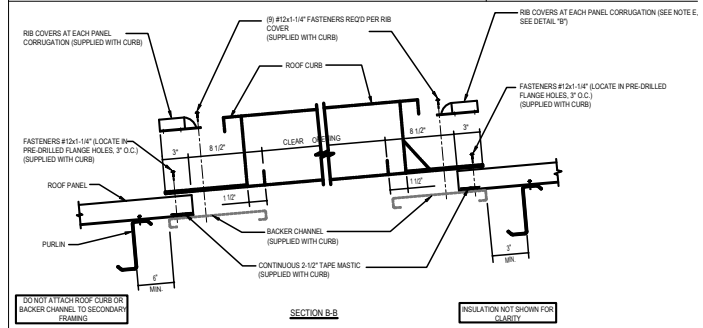 RIB COVERS AT EACH PANEL
CORRUGATION (SUPPLIED WITH CURB)
(9) #12x1-1/4" FASTENERS REQ'D PER RIB
COVER
(SUPPLIED WITH CURB)
RIB COVERS AT EACH PANEL CORRUGATION (SEE NOTE E,
SEE DETAIL "B")
ROOF CURB
FASTENERS #12x1-1/4" (LOCATE IN PRE-DRILLED
FLANGE HOLES, 3" O.C.)
(SUPPLIED WITH CURB)
FASTENERS #12x1-1/4" (LOCATE IN
PRE-DRILLED FLANGE HOLES, 3" O.C.)
(SUPPLIED WITH CURB)
3"
8 1/2"
CLEAR OPENING
8 1/2"
3"
ROOF PANEL
1 1/2"
1 1/2"
PURLIN
BACKER CHANNEL
(SUPPLIED WITH CURB)
CONTINUOUS 2-1/2" TAPE MASTIC
(SUPPLIED WITH CURB)
6"
MIN.
3"
MIN.
DO NOT ATTACH ROOF CURB OR
BACKER CHANNEL TO SECONDARY
FRAMING
SECTION B-B
INSULATION NOT SHOWN FOR
CLARITY